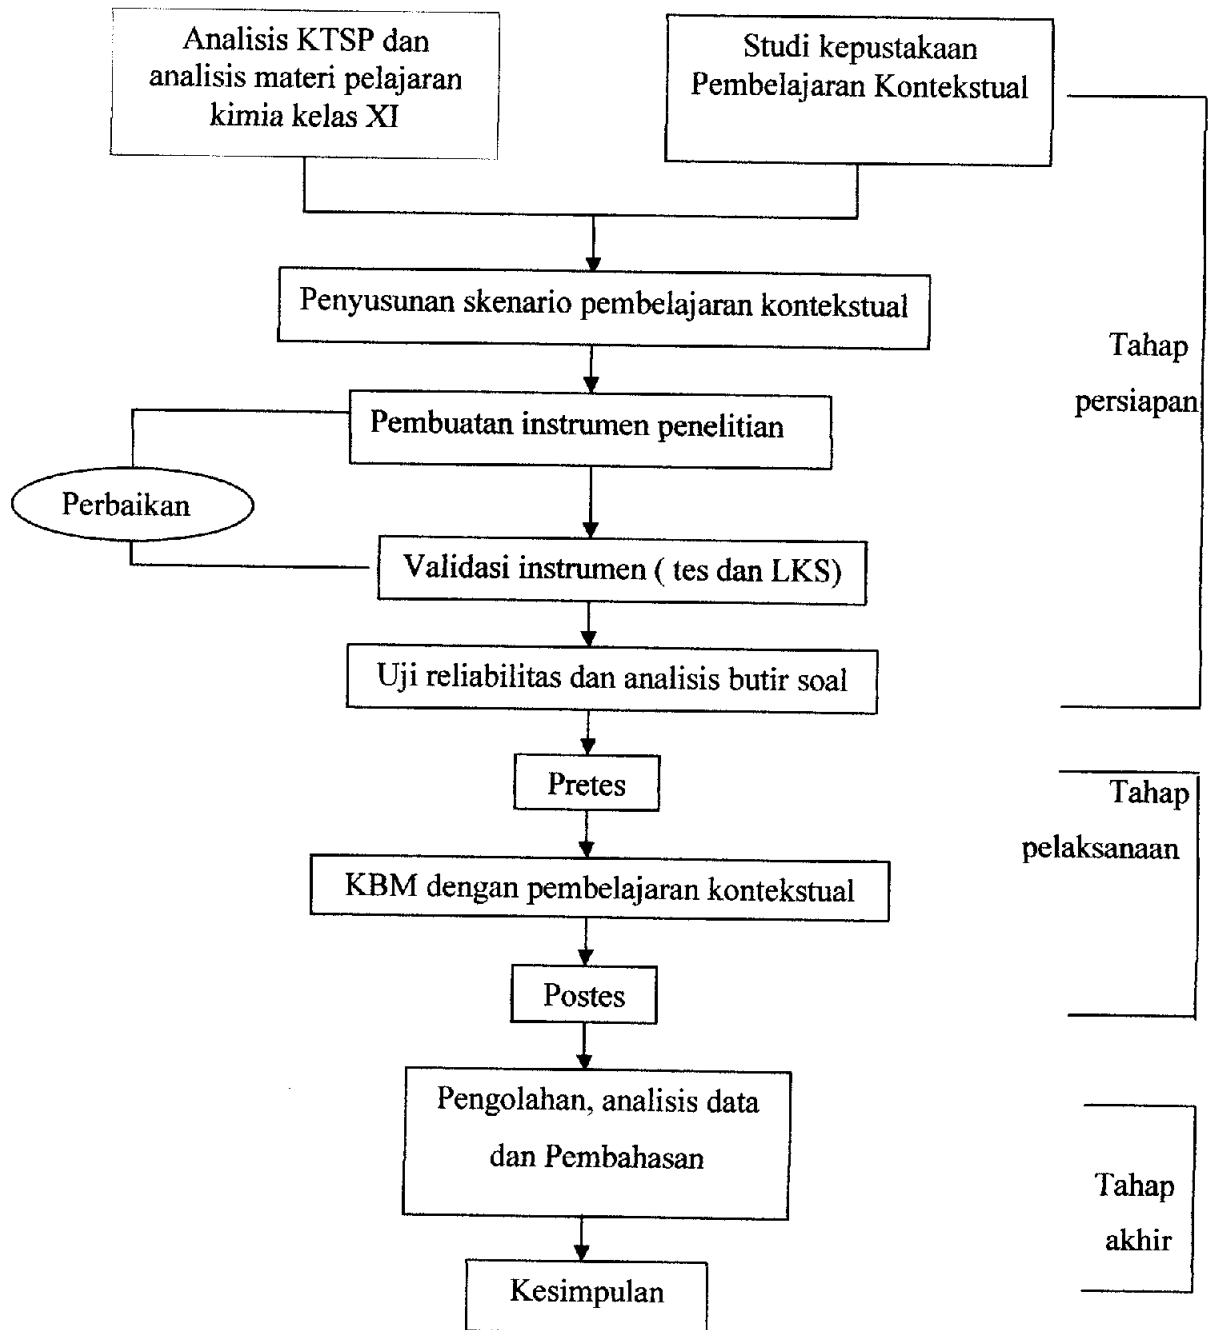 Analisis KTSP dan
analisis materi pelajaran
kimia kelas XI
Studi kepustakaan
Pembelajaran Kontekstual
Penyusunan skenario pembelajaran kontekstual
Tahap
persiapan
Pembuatan instrumen penelitian
Perbaikan
Validasi instrumen ( tes dan LKS)
Uji reliabilitas dan analisis butir soal
Pretes
Tahap
pelaksanaan
KBM dengan pembelajaran kontekstual
Postes
Pengolahan, analisis data
dan Pembahasan
Tahap
akhir
Kesimpulan